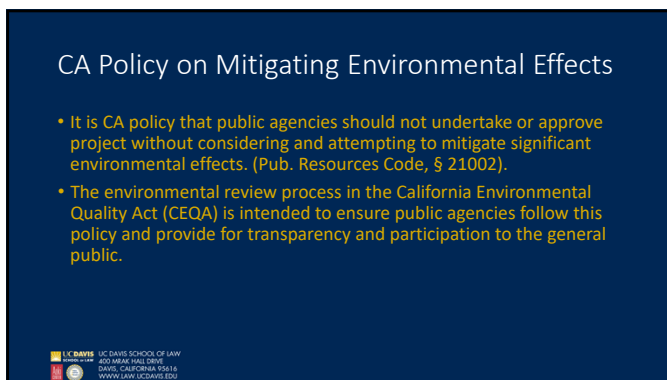 CA Policy on Mitigating Environmental Effects
• It is CA policy that public agencies should not undertake or approve
project without considering and attempting to mitigate significant
environmental effects. (Pub. Resources Code, § 21002).
• The environmental review process in the California Environmental
Quality Act (CEQA) is intended to ensure public agencies follow this
policy and provide for transparency and participation to the general
public.
UCDAVIS
SCHOOL OF LAW
UC DAVIS SCHOOL OF LAW
400 MRAK HALL DRIVE
DAVIS, CALIFORNIA 95616
WWW.LAW.UCDAVIS.EDU